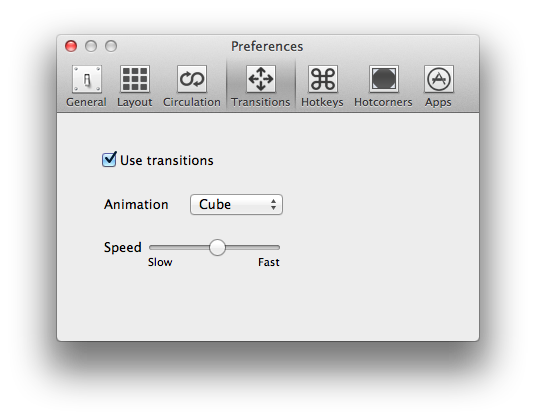 Preferences
General Layout Circulation Transitions Hotkeys Hotcorners Apps
Use transitions
Animation Cube
Speed
Slow Fast